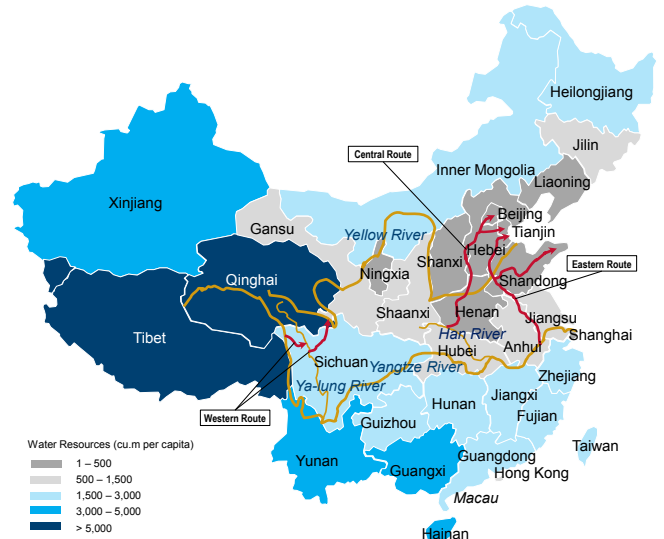 Heilongjiang
Jilin
Central Route
Inner Mongolia
Liaoning
Xinjiang
Beijing
Tianjin
Gansu
Yellow River
Hebei
Shanxi
Eastern Route
Ningxia
Qinghai
Shandong
Shaanxi
Henan
Jiangsu
Tibet
Han River
Shanghai
Sichuan
Hubei
Anhui
Yangtze River
Zhejiang
Ya-lung River
Hunan
Jiangxi
Western Route
Guizhou
Fujian
Water Resources (cu.m per capita)
Taiwan
Yunan
Guangxi
Guangdong
Hong Kong
Macau
Hainan
1 – 500
500 – 1,500
1,500 – 3,000
3,000 – 5,000
> 5,000